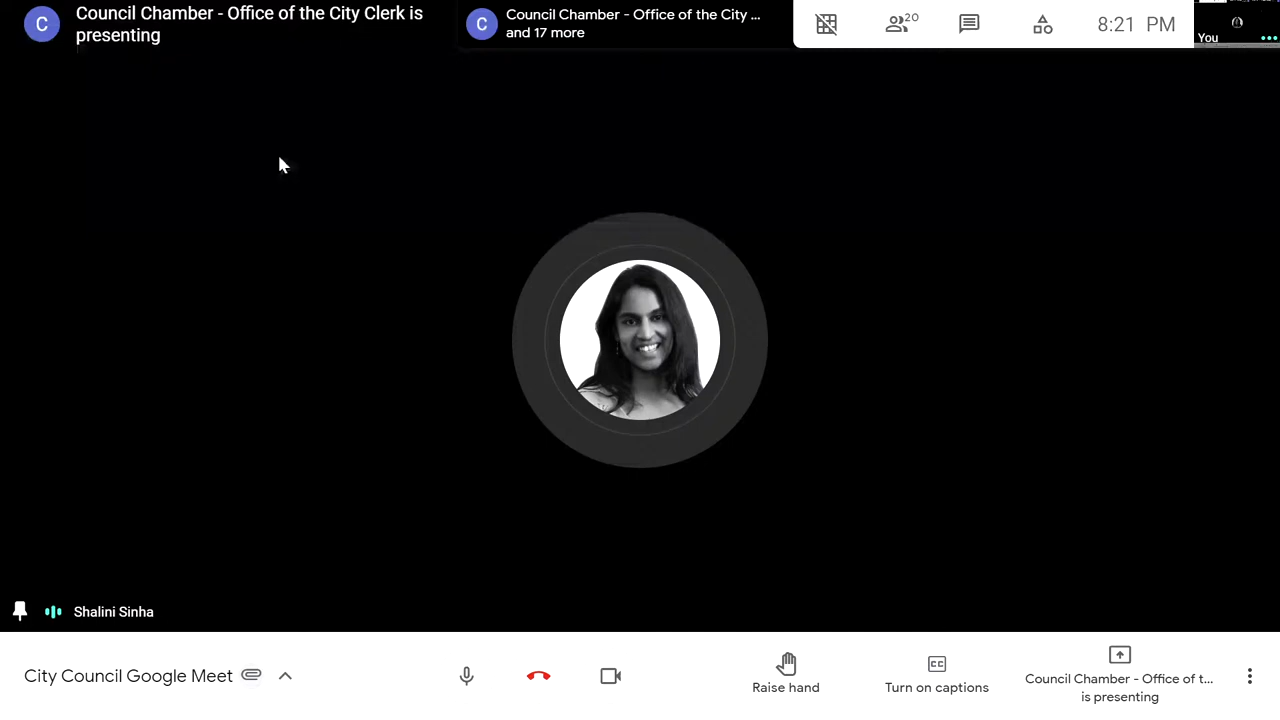 C
Council Chamber - Office of the City Clerk is
presenting
C
Council Chamber - Office of the City ...
and 17 more
20
8:21 PM
You
Shalini Sinha
City Council Google Meet
CC
Raise hand
Turn on captions
Council Chamber - Office of t...
is presenting